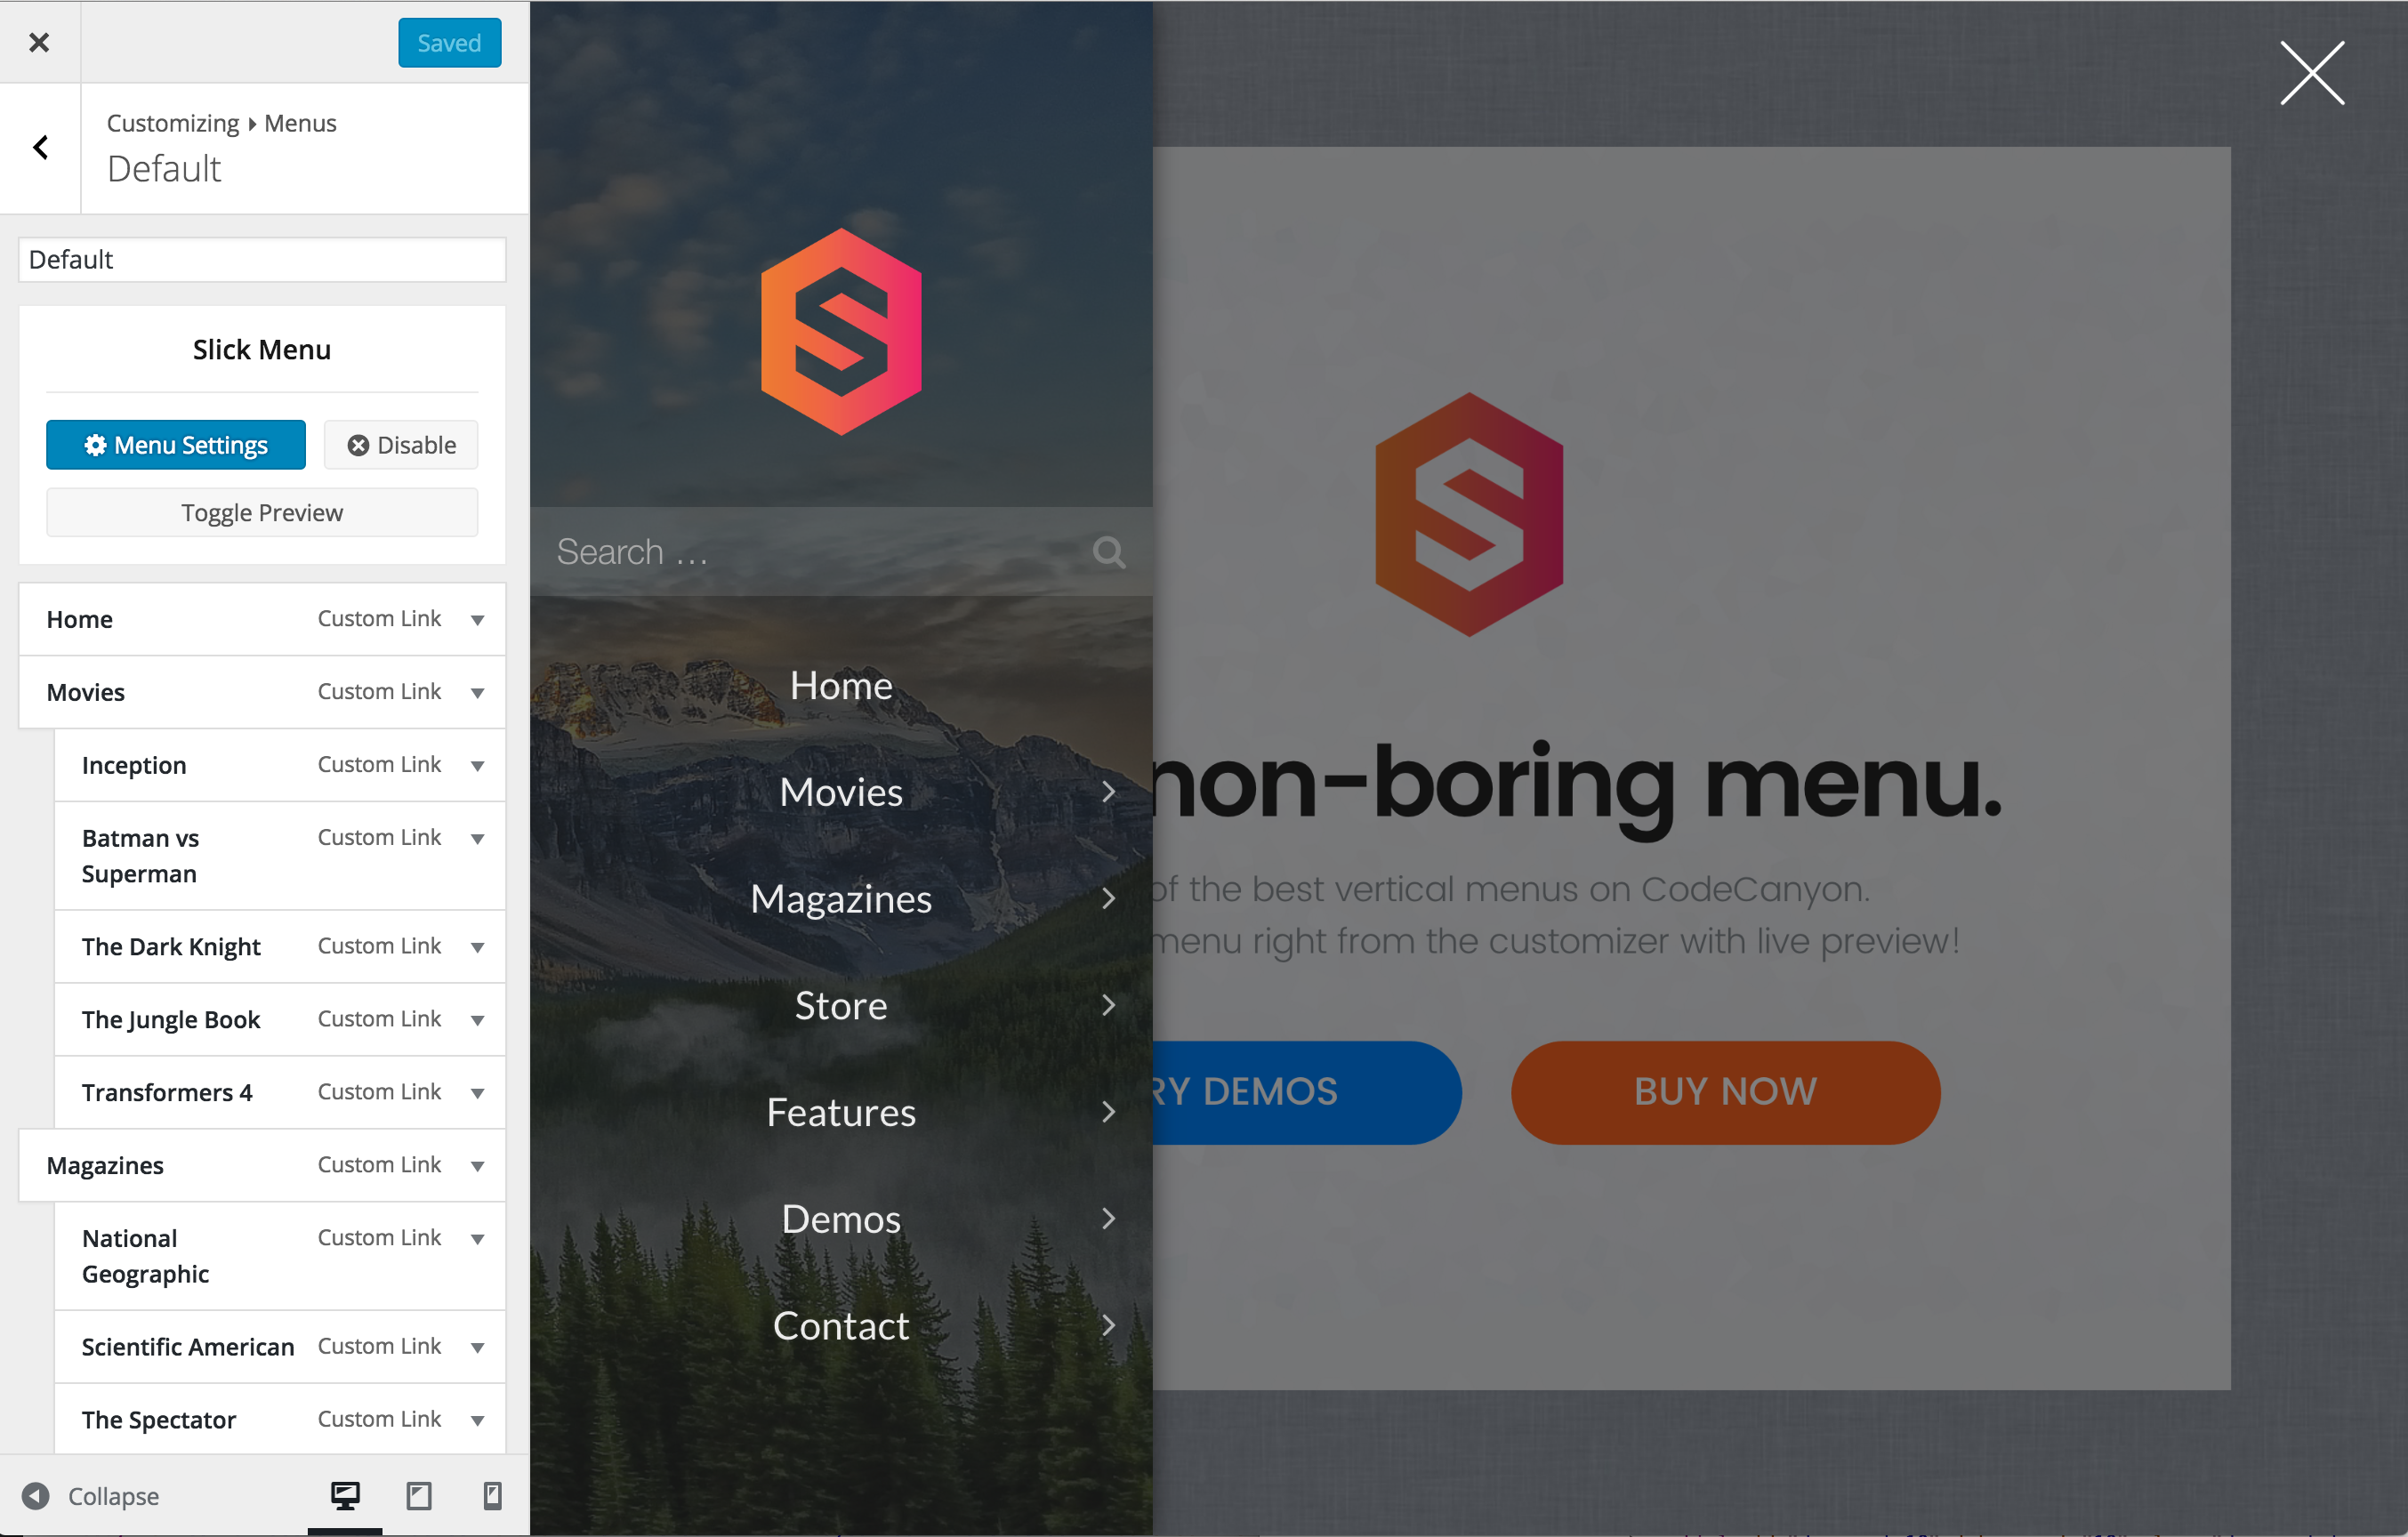 Saved
Customizing ▸ Menus
Default
Default
Slick Menu
Menu Settings
Disable
Toggle Preview
Home Custom Link
Movies Custom Link
Inception Custom Link
Batman vs Custom Link
Superman
The Dark Knight Custom Link
The Jungle Book Custom Link
Transformers 4 Custom Link
Magazines Custom Link
National Custom Link
Geographic
Scientific American Custom Link
The Spectator Custom Link
Collapse
Search ...
Home
Movies
Magazines
Store
Features
Demos
Contact
non-boring menu.
of the best vertical menus on CodeCanyon.
menu right from the customizer with live preview!
RY DEMOS
BUY NOW